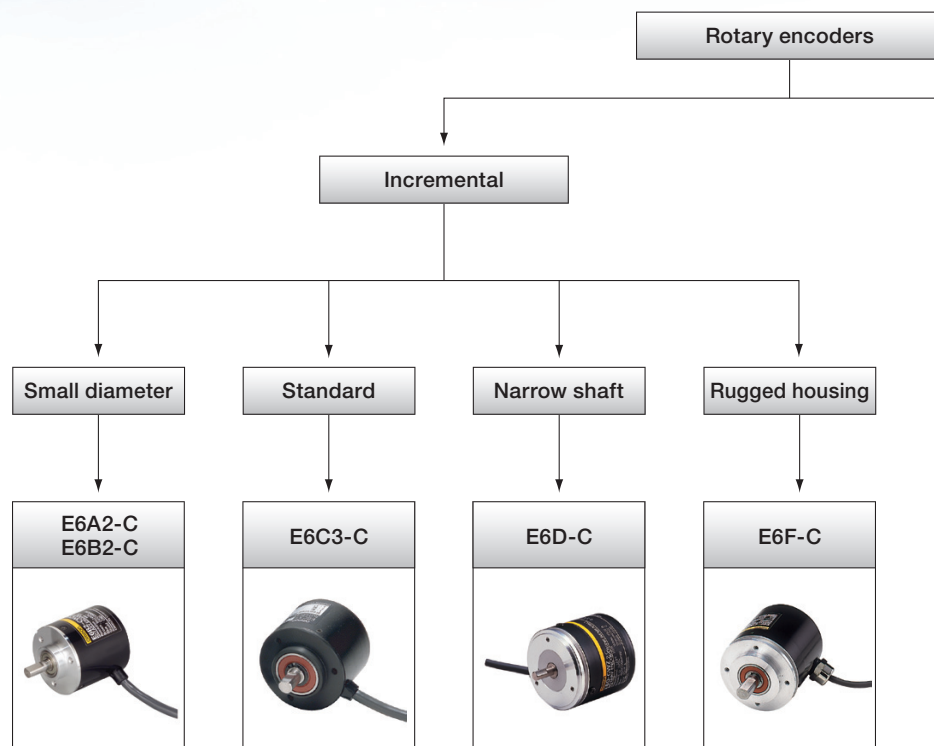 Rotary encoders
Incremental
Small diameter
Standard
Narrow shaft
Rugged housing
E6A2-C
E6B2-C
E6C3-C
E6D-C
E6F-C